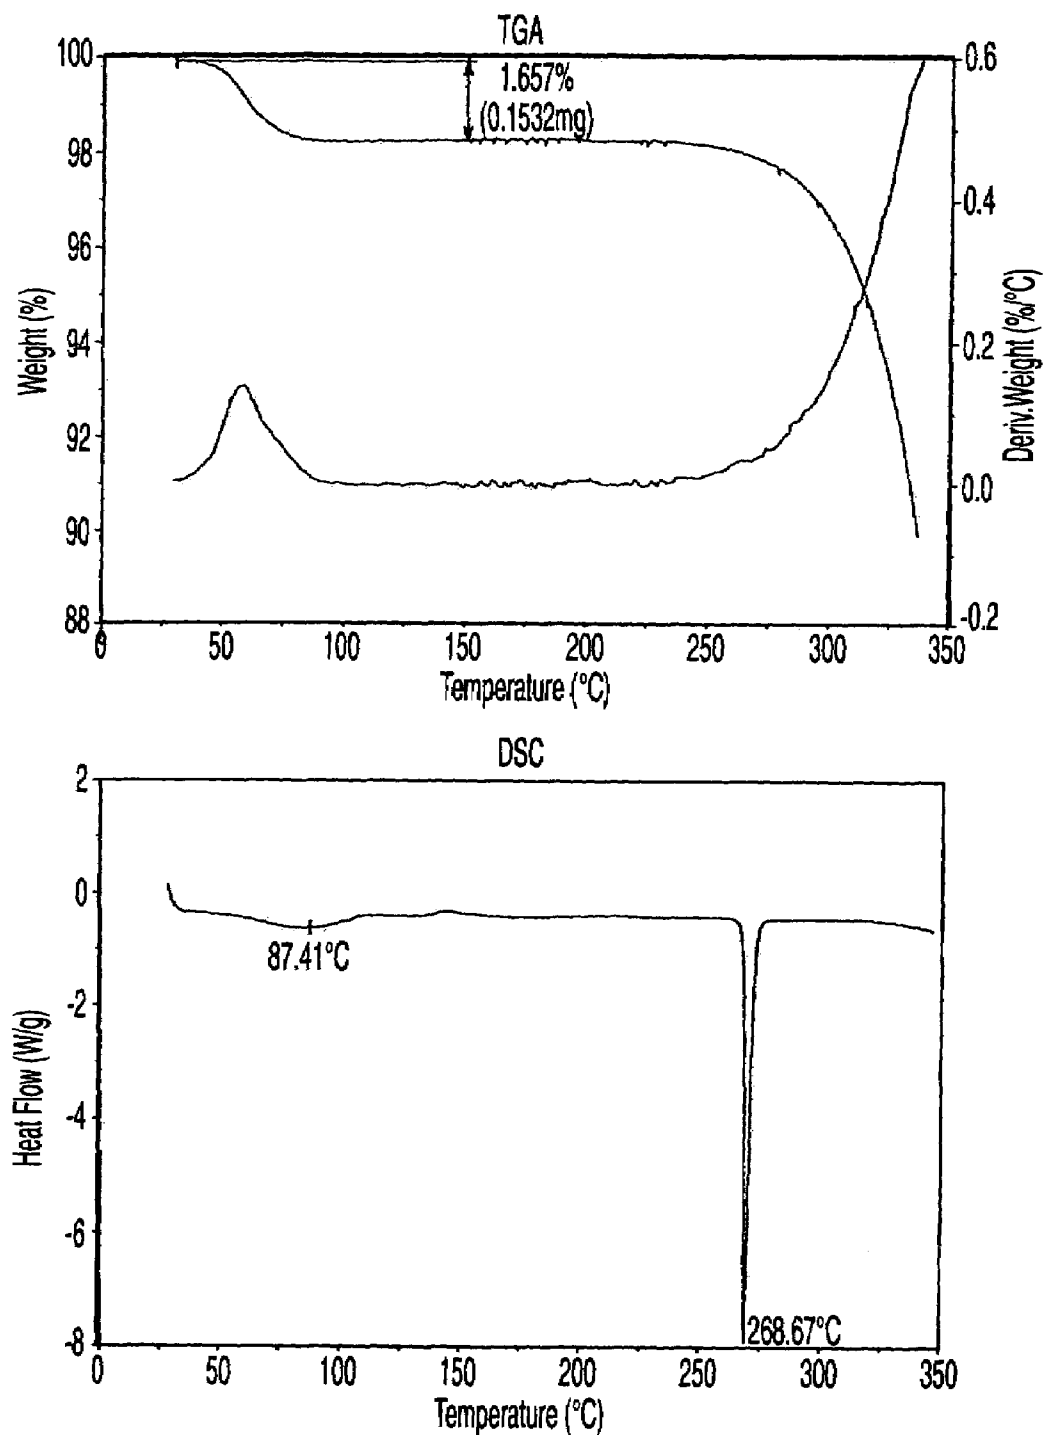 TGA
100
98
96
94
92
90
88
Weight (%)
1.657%
(0.1532mg)
0.6
0.4
0.2
0.0
-0.2
Deriv.Weight (%/°C)
0 50 100 150 200 250 300 350
Temperature (°C)
DSC
2
0
-2
-4
-6
-8
Heat Flow (W/g)
87.41°C
268.67°C
0 50 100 150 200 250 300 350
Temperature (°C)